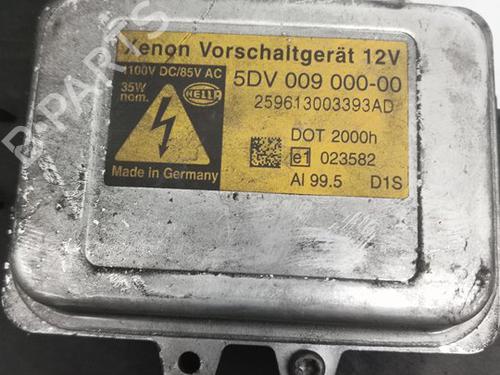 Xenon Vorschaltgerät 12V
1100V DC/85V AC
35W
nom.
HELLA
5DV 009 000-00
259613003393AD
DOT 2000h
e1 023582
Al 99.5 D1S
Made in Germany
B-PARTS